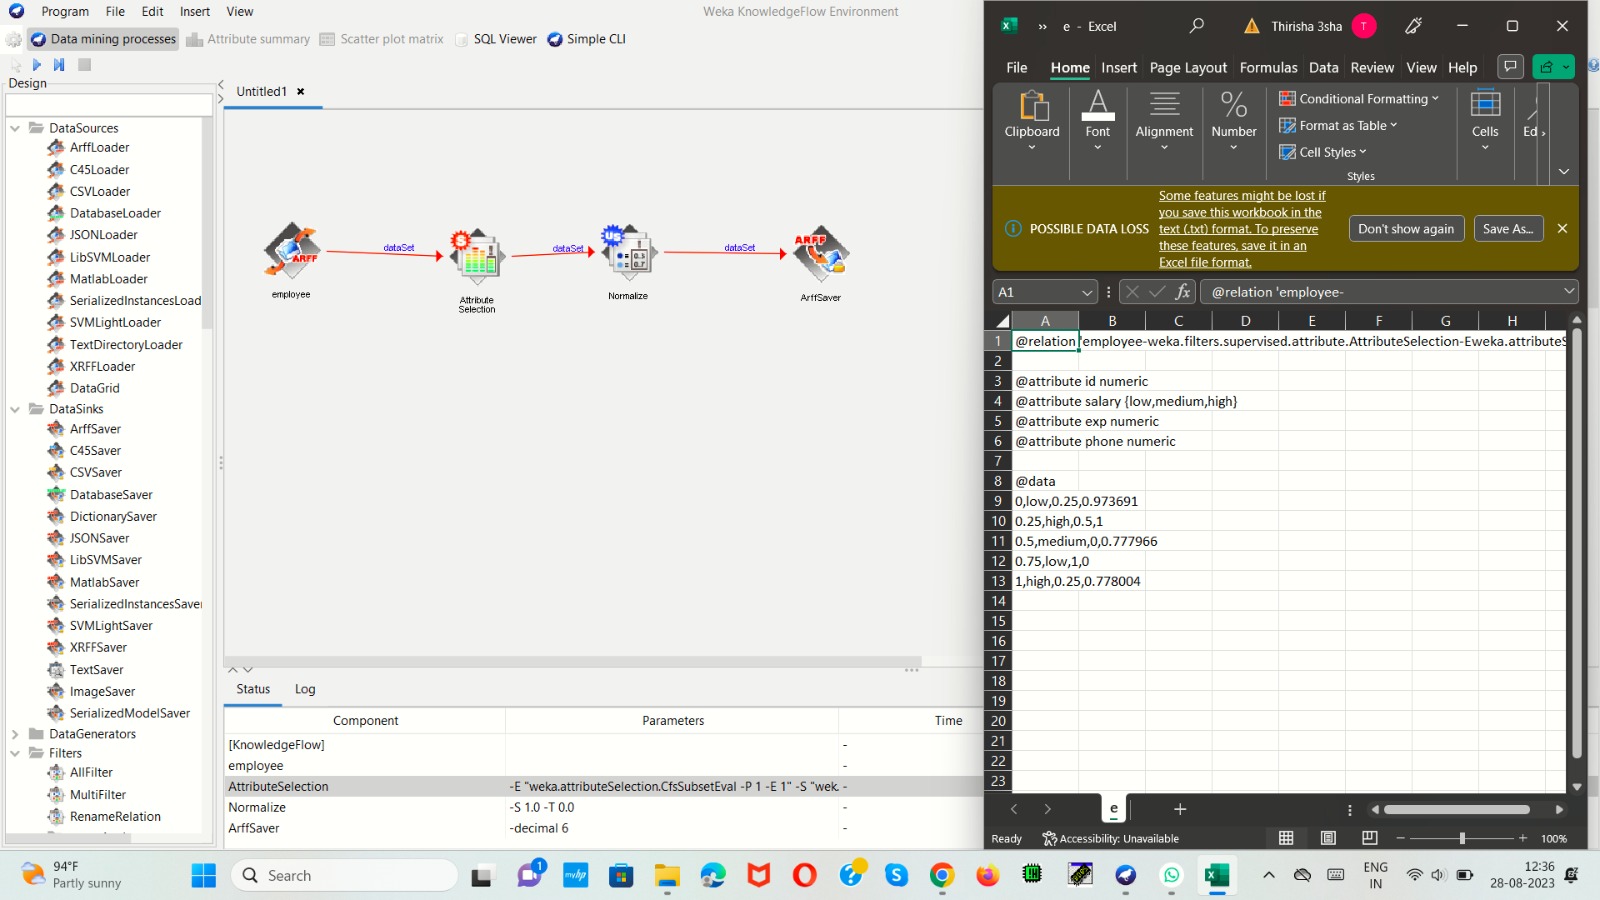 Program File Edit Insert View
Weka KnowledgeFlow Environment
Data mining processes
Attribute summary
Scatter plot matrix
SQL Viewer
Simple CLI
Design
Untitled1
DataSources
ArffLoader
C45Loader
CSVLoader
DatabaseLoader
JSONLoader
LibSVMLoader
MatlabLoader
SerializedInstancesLoad
SVMLightLoader
TextDirectoryLoader
XRFFLoader
DataGrid
DataSinks
ArffSaver
C45Saver
CSVSaver
DatabaseSaver
DictionarySaver
JSONSaver
LibSVMSaver
MatlabSaver
SerializedInstancesSaver
SVMLightSaver
XRFFSaver
TextSaver
ImageSaver
SerializedModelSaver
DataGenerators
Filters
AllFilter
MultiFilter
RenameRelation
ARFF
employee
dataSet
Attribute
Selection
dataSet
Normalize
dataSet
ARFF
ArffSaver
Status Log
Component Parameters Time
[KnowledgeFlow] -
employee -
AttributeSelection -E "weka.attributeSelection.CfsSubsetEval -P 1 -E 1" -S "wek. -
Normalize -S 1.0 -T 0.0 -
ArffSaver -decimal 6 -
e - Excel
Thirisha 3sha T
File Home Insert Page Layout Formulas Data Review View Help
Clipboard
Font
Alignment
Number
Conditional Formatting
Format as Table
Cell Styles
Styles
Cells
Ed
POSSIBLE DATA LOSS
Some features might be lost if
you save this workbook in the
text (.txt) format. To preserve
these features, save it in an
Excel file format.
Don't show again
Save As...
A1
fx
@relation 'employee-
A B C D E F G H
1 @relation 'employee-weka.filters.supervised.attribute.AttributeSelection-Eweka.attributeS
2
3 @attribute id numeric
4 @attribute salary {low,medium,high}
5 @attribute exp numeric
6 @attribute phone numeric
7
8 @data
9 0,low,0.25,0.973691
10 0.25,high,0.5,1
11 0.5,medium,0,0.777966
12 0.75,low,1,0
13 1,high,0.25,0.778004
14
15
16
17
18
19
20
21
22
23
e
Ready
Accessibility: Unavailable
100%
94°F
Partly sunny
Search
1
ENG
IN
12:36
28-08-2023